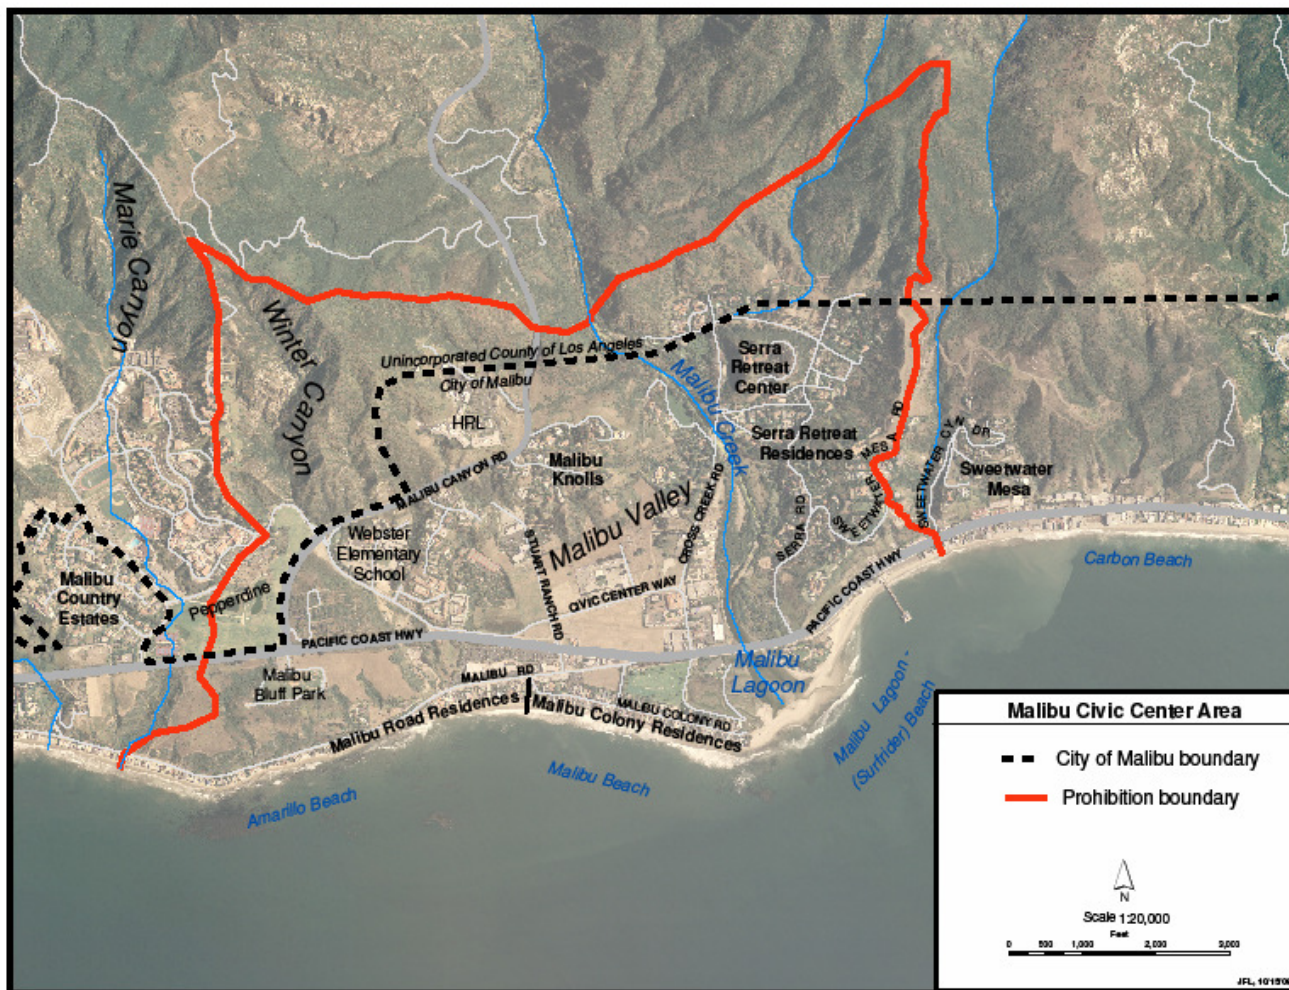 Marie Canyon
Winter Canyon
Unincorporated County of Los Angeles
City of Malibu
HRL
MALIBU CANYON RD
Malibu
Knolls
Malibu Creek
Serra
Retreat
Center
Serra Retreat
Residences
SWEETWATER MESA RD
SWEETWATER CYN DR
Sweetwater
Mesa
Webster
Elementary
School
Malibu Valley
STUART RANCH RD
CROSS CREEK RD
SERRA RD
CIVIC CENTER WAY
PACIFIC COAST HWY
PACIFIC COAST HWY
Carbon Beach
Malibu
Country
Estates
Pepperdine
Malibu
Bluff Park
MALIBU RD
MALIBU COLONY RD
Malibu
Lagoon
Malibu Road Residences
Malibu Colony Residences
Amarillo Beach
Malibu Beach
Malibu Lagoon -
(Surfrider) Beach
Malibu Civic Center Area
City of Malibu boundary
Prohibition boundary
N
Scale 1:20,000
Feet
0 500 1,000 2,000 3,000